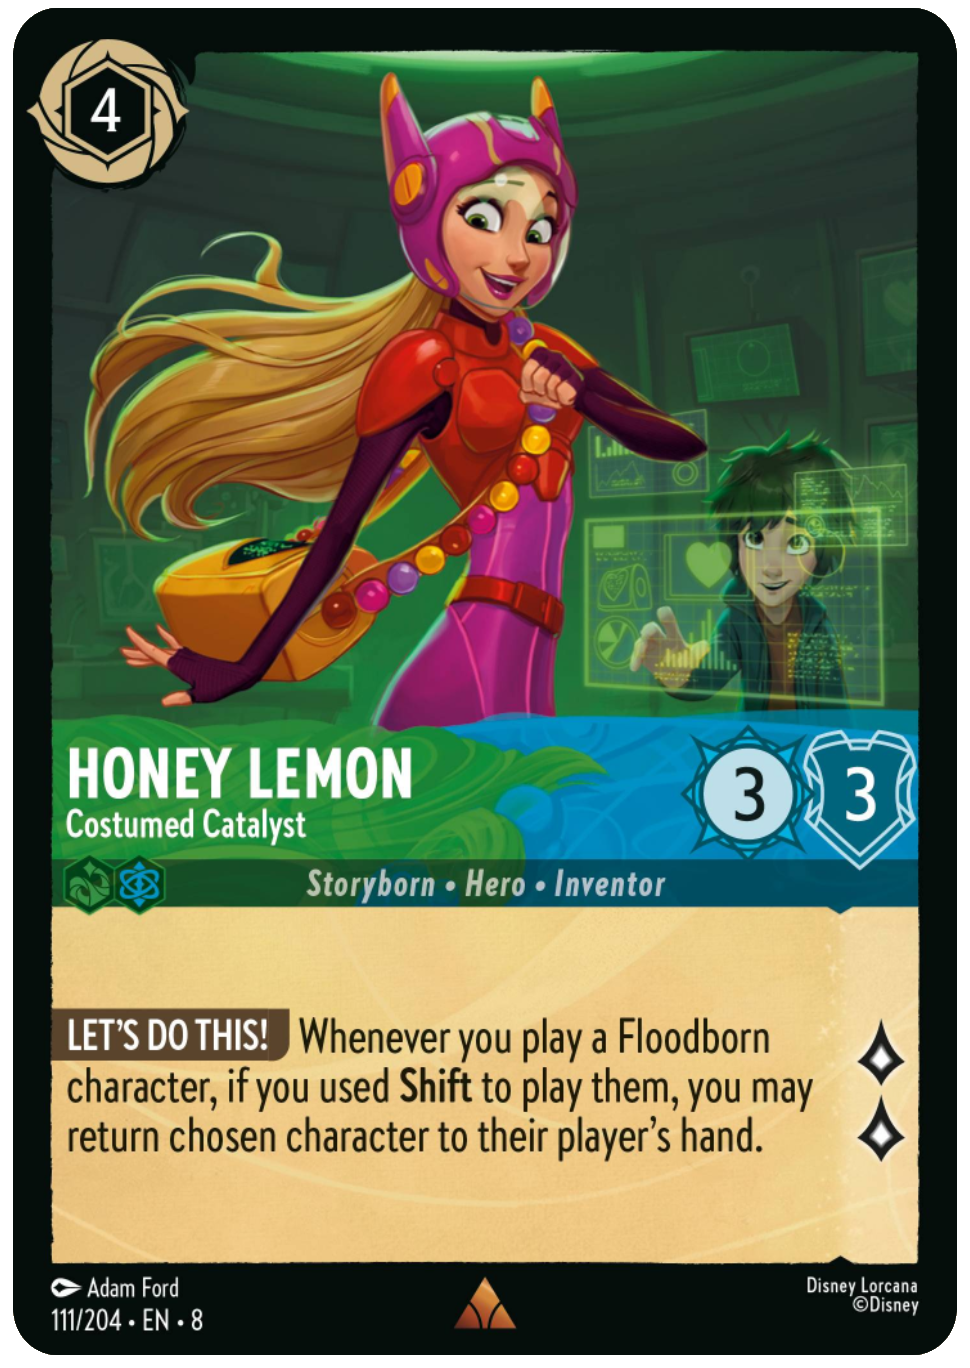 4
HONEY LEMON
Costumed Catalyst
3
3
Storyborn • Hero • Inventor
LET'S DO THIS! Whenever you play a Floodborn
character, if you used Shift to play them, you may
return chosen character to their player's hand.
Adam Ford
111/204 • EN • 8
Disney Lorcana
©Disney